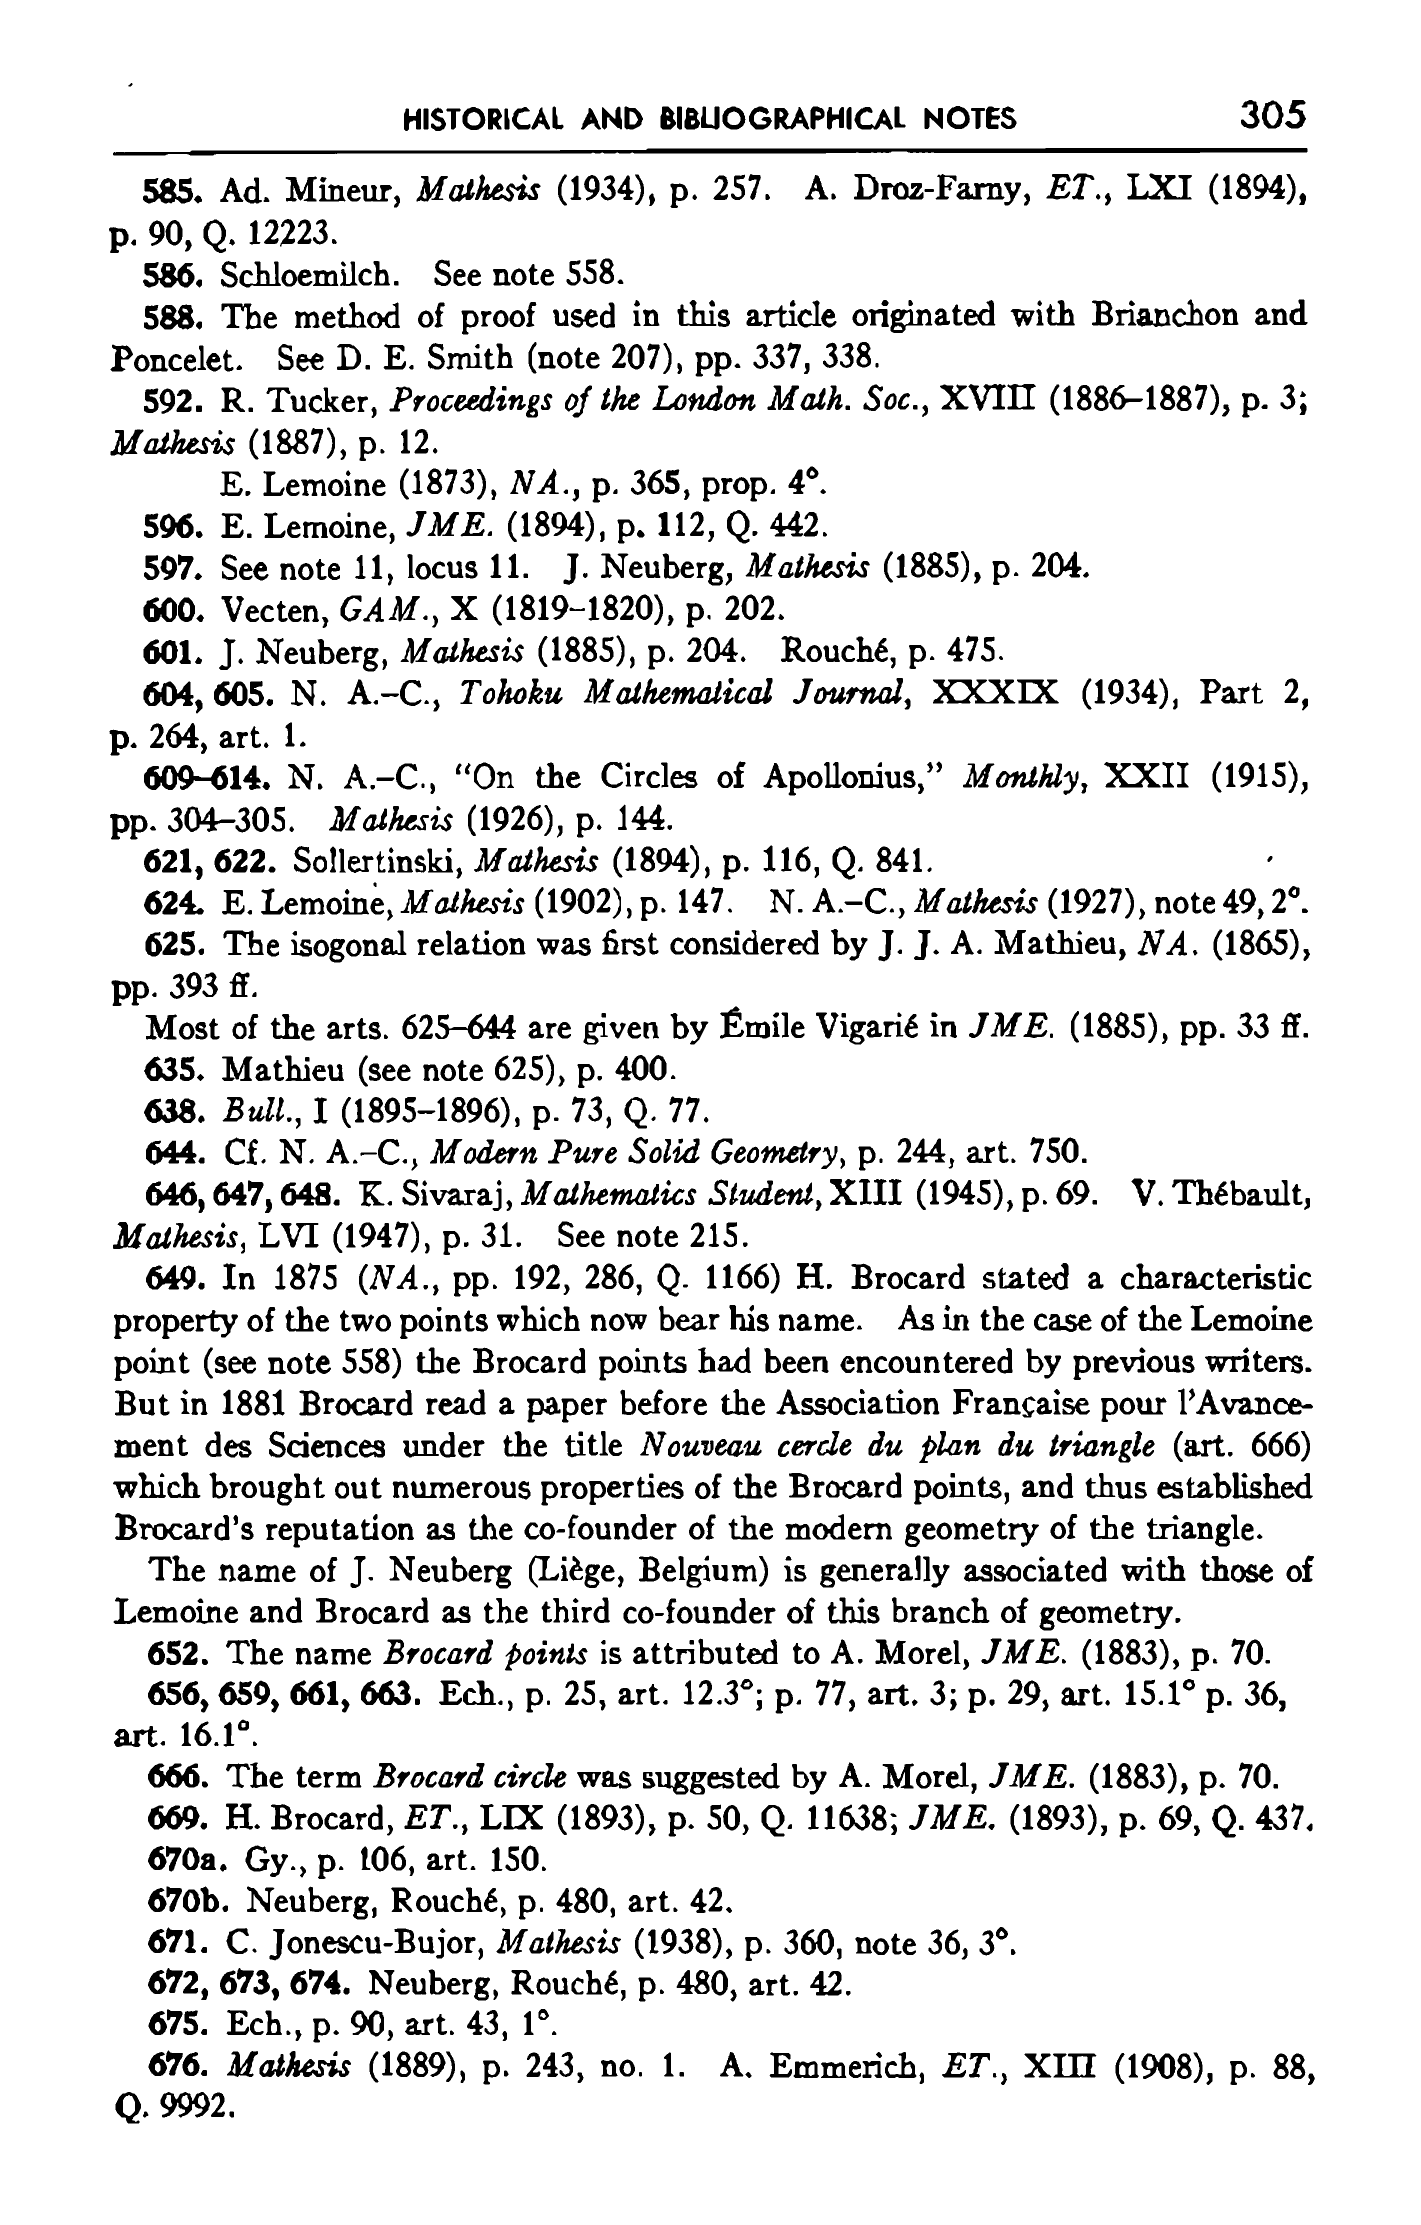 HISTORICAL AND BIBLIOGRAPHICAL NOTES 305
585. Ad. Mineur, Mathesis (1934), p. 257. A. Droz-Farny, ET., LXI (1894),
p. 90, Q. 12223.
586. Schloemilch. See note 558.
588. The method of proof used in this article originated with Brianchon and
Poncelet. See D. E. Smith (note 207), pp. 337, 338.
592. R. Tucker, Proceedings of the London Math. Soc., XVIII (1886–1887), p. 3;
Mathesis (1887), p. 12.
E. Lemoine (1873), NA., p. 365, prop. 4°.
596. E. Lemoine, JME. (1894), p. 112, Q. 442.
597. See note 11, locus 11. J. Neuberg, Mathesis (1885), p. 204.
600. Vecten, GAM., X (1819–1820), p. 202.
601. J. Neuberg, Mathesis (1885), p. 204. Rouché, p. 475.
604, 605. N. A.–C., Tohoku Mathematical Journal, XXXIX (1934), Part 2,
p. 264, art. 1.
609–614. N. A.–C., “On the Circles of Apollonius,” Monthly, XXII (1915),
pp. 304–305. Mathesis (1926), p. 144.
621, 622. Sollertinski, Mathesis (1894), p. 116, Q. 841.
624. E. Lemoine, Mathesis (1902), p. 147. N. A.–C., Mathesis (1927), note 49, 2°.
625. The isogonal relation was first considered by J. J. A. Mathieu, NA. (1865),
pp. 393 ff.
Most of the arts. 625–644 are given by Émile Vigarié in JME. (1885), pp. 33 ff.
635. Mathieu (see note 625), p. 400.
638. Bull., I (1895–1896), p. 73, Q. 77.
644. Cf. N. A.–C., Modern Pure Solid Geometry, p. 244, art. 750.
646, 647, 648. K. Sivaraj, Mathematics Student, XIII (1945), p. 69. V. Thébault,
Mathesis, LVI (1947), p. 31. See note 215.
649. In 1875 (NA., pp. 192, 286, Q. 1166) H. Brocard stated a characteristic
property of the two points which now bear his name. As in the case of the Lemoine
point (see note 558) the Brocard points had been encountered by previous writers.
But in 1881 Brocard read a paper before the Association Française pour l’Avance-
ment des Sciences under the title Nouveau cercle du plan du triangle (art. 666)
which brought out numerous properties of the Brocard points, and thus established
Brocard’s reputation as the co-founder of the modern geometry of the triangle.
The name of J. Neuberg (Liège, Belgium) is generally associated with those of
Lemoine and Brocard as the third co-founder of this branch of geometry.
652. The name Brocard points is attributed to A. Morel, JME. (1883), p. 70.
656, 659, 661, 663. Ech., p. 25, art. 12.3°; p. 77, art. 3; p. 29, art. 15.1° p. 36,
art. 16.1°.
666. The term Brocard circle was suggested by A. Morel, JME. (1883), p. 70.
669. H. Brocard, ET., LIX (1893), p. 50, Q. 11638; JME. (1893), p. 69, Q. 437.
670a. Gy., p. 106, art. 150.
670b. Neuberg, Rouché, p. 480, art. 42.
671. C. Jonescu-Bujor, Mathesis (1938), p. 360, note 36, 3°.
672, 673, 674. Neuberg, Rouché, p. 480, art. 42.
675. Ech., p. 90, art. 43, 1°.
676. Mathesis (1889), p. 243, no. 1. A. Emmerich, ET., XIII (1908), p. 88,
Q. 9992.